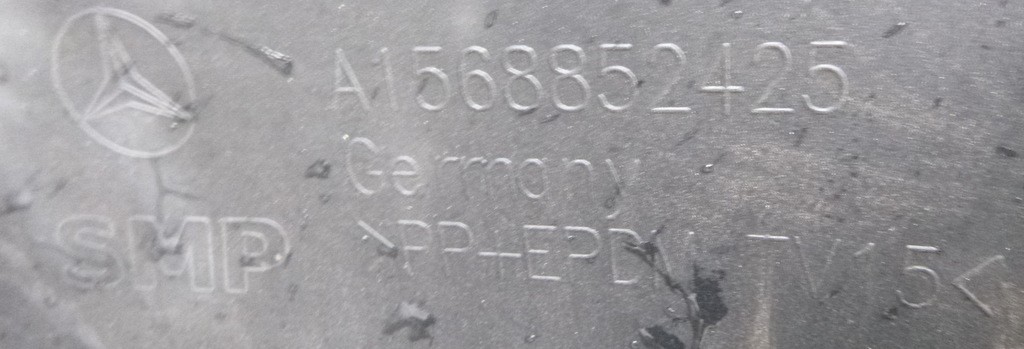 A1568852425
Germany
SMP >PP+EPDM-TV15<